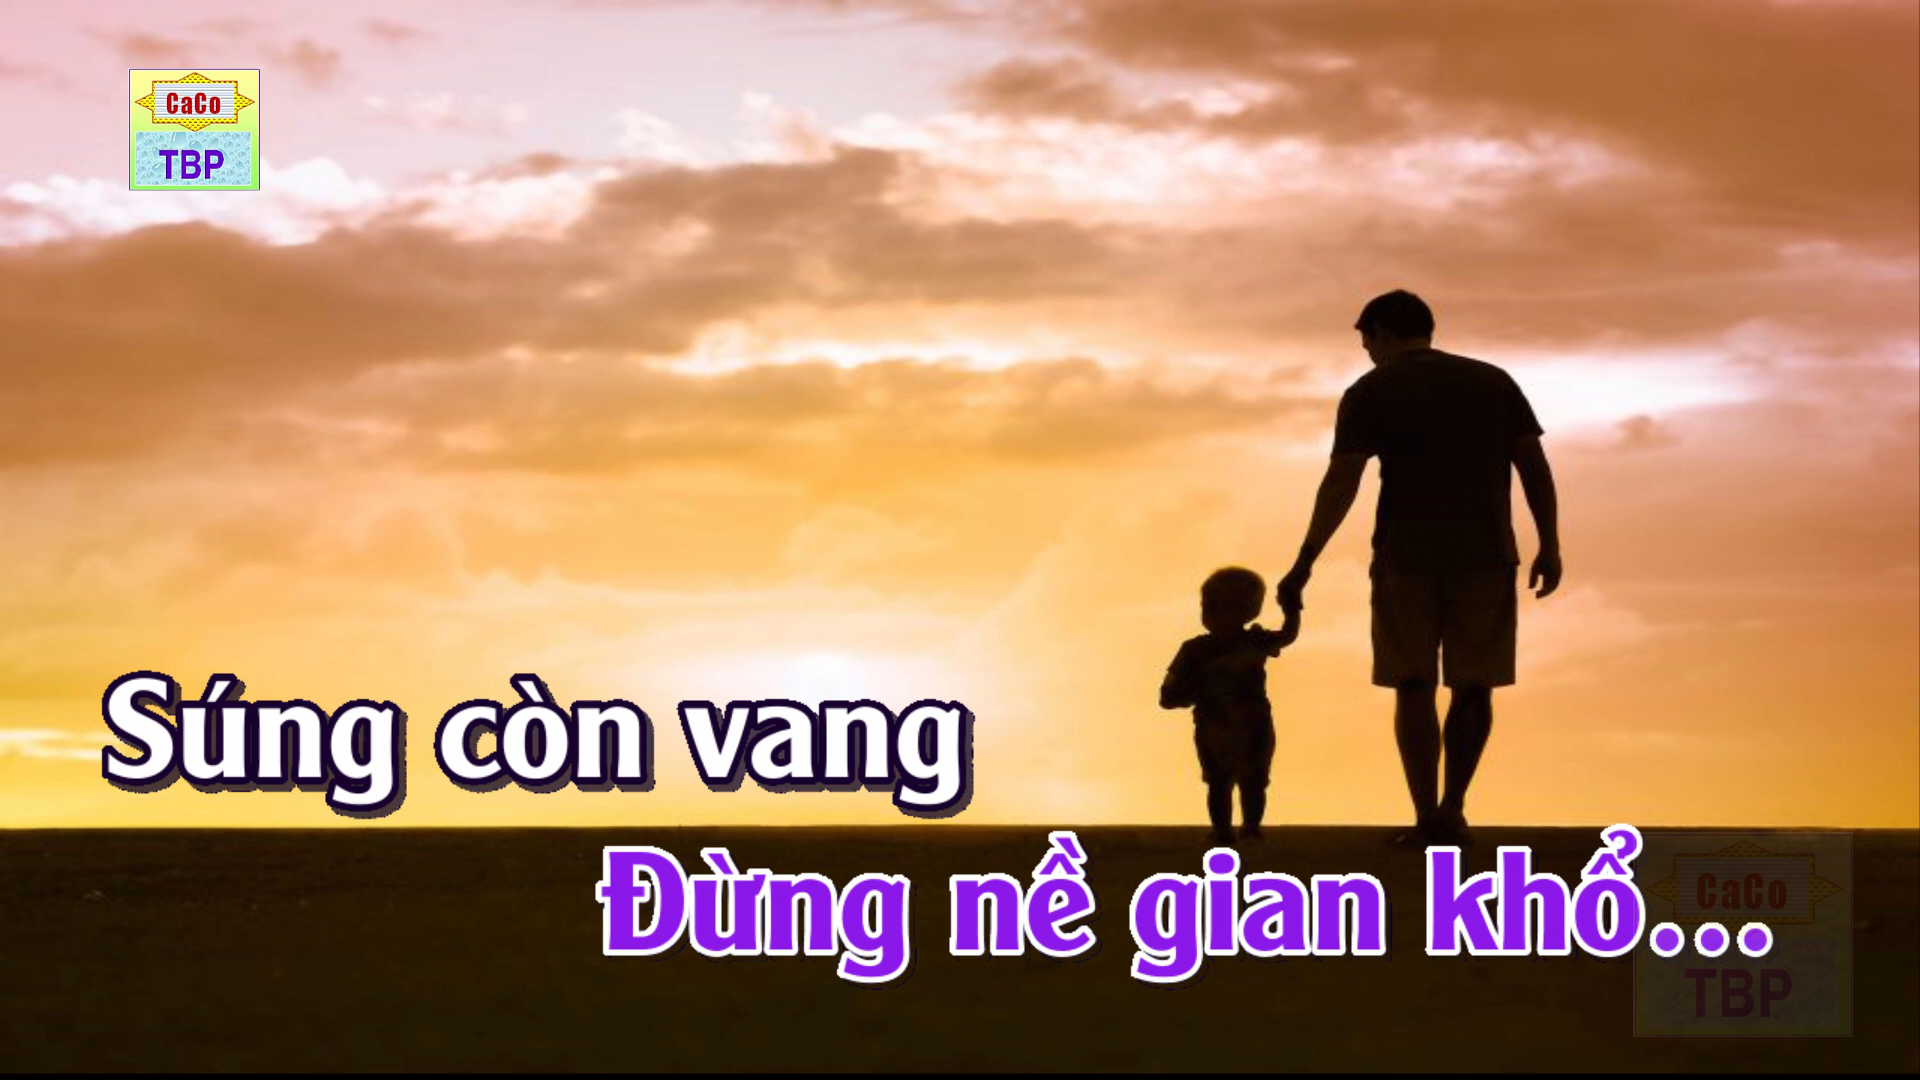 CaCo
TBP
Súng còn vang
Đừng nề gian khổ...
CaCo
TBP